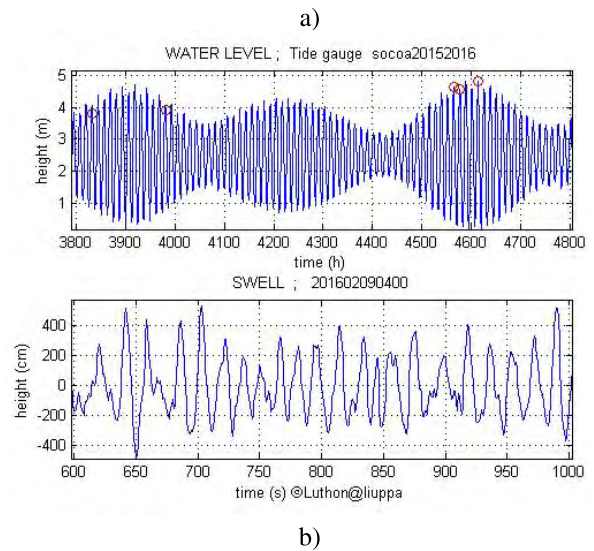 a)
WATER LEVEL ; Tide gauge socoa20152016
5
4
3
2
1
height (m)
3800 3900 4000 4100 4200 4300 4400 4500 4600 4700 4800
time (h)
SWELL ; 201602090400
400
200
0
-200
-400
height (cm)
600 650 700 750 800 850 900 950 1000
time (s) ©Luthon@liuppa
b)